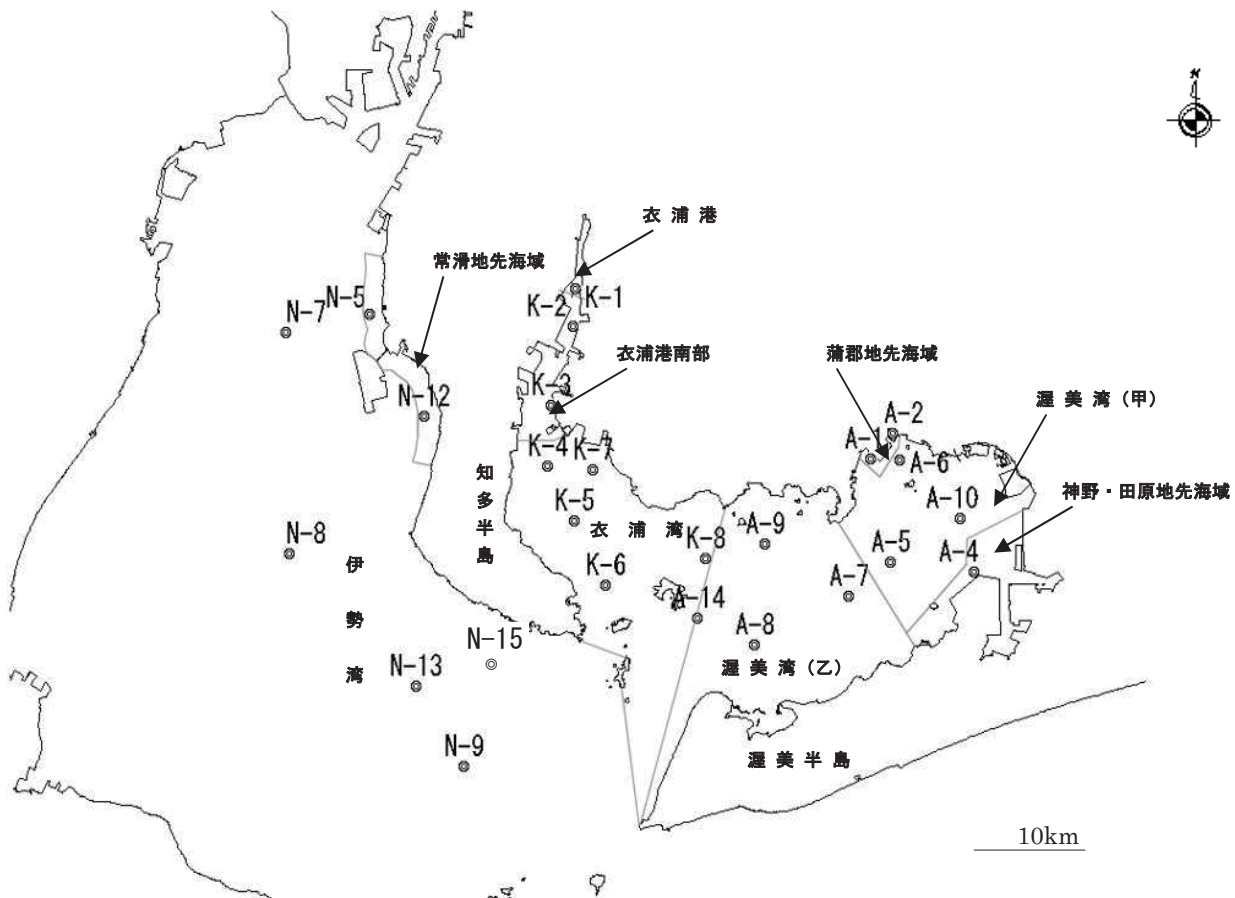 N
衣 浦 港
常滑地先海域
N-5
N-7
K-2
K-1
衣浦港南部
蒲郡地先海域
渥 美 湾（甲）
K-3
N-12
A-2
A-1
A-6
K-4
K-7
神野・田原地先海域
知多半島
A-10
K-5
衣 浦 湾
A-9
K-8
A-5
A-4
N-8
伊勢湾
K-6
A-7
A-14
A-8
N-15
渥 美 湾（乙）
N-13
N-9
渥 美 半 島
10km